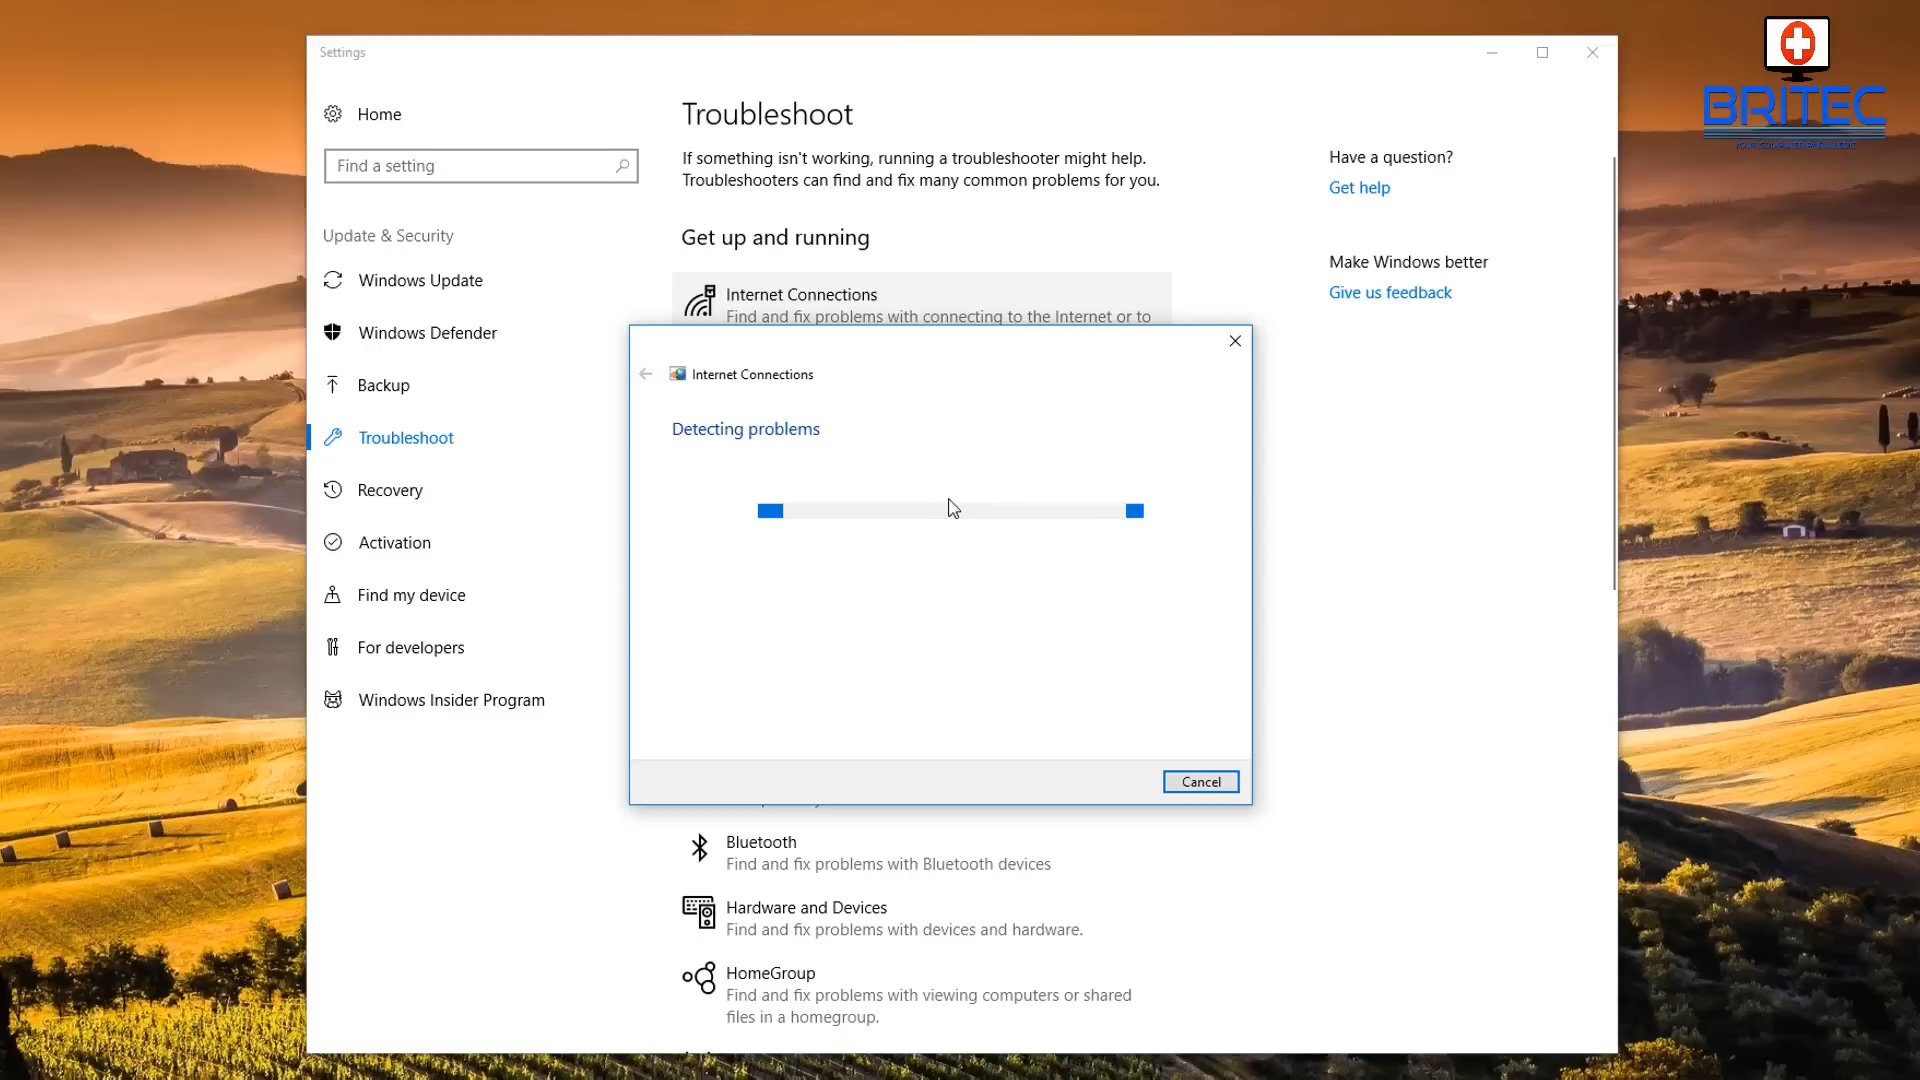 Settings
Home
Find a setting
Update & Security
Windows Update
Windows Defender
Backup
Troubleshoot
Recovery
Activation
Find my device
For developers
Windows Insider Program
Troubleshoot
If something isn't working, running a troubleshooter might help.
Troubleshooters can find and fix many common problems for you.
Get up and running
Internet Connections
Find and fix problems with connecting to the Internet or to
Internet Connections
Detecting problems
Cancel
Bluetooth
Find and fix problems with Bluetooth devices
Hardware and Devices
Find and fix problems with devices and hardware.
HomeGroup
Find and fix problems with viewing computers or shared
files in a homegroup.
Have a question?
Get help
Make Windows better
Give us feedback
BRITEC